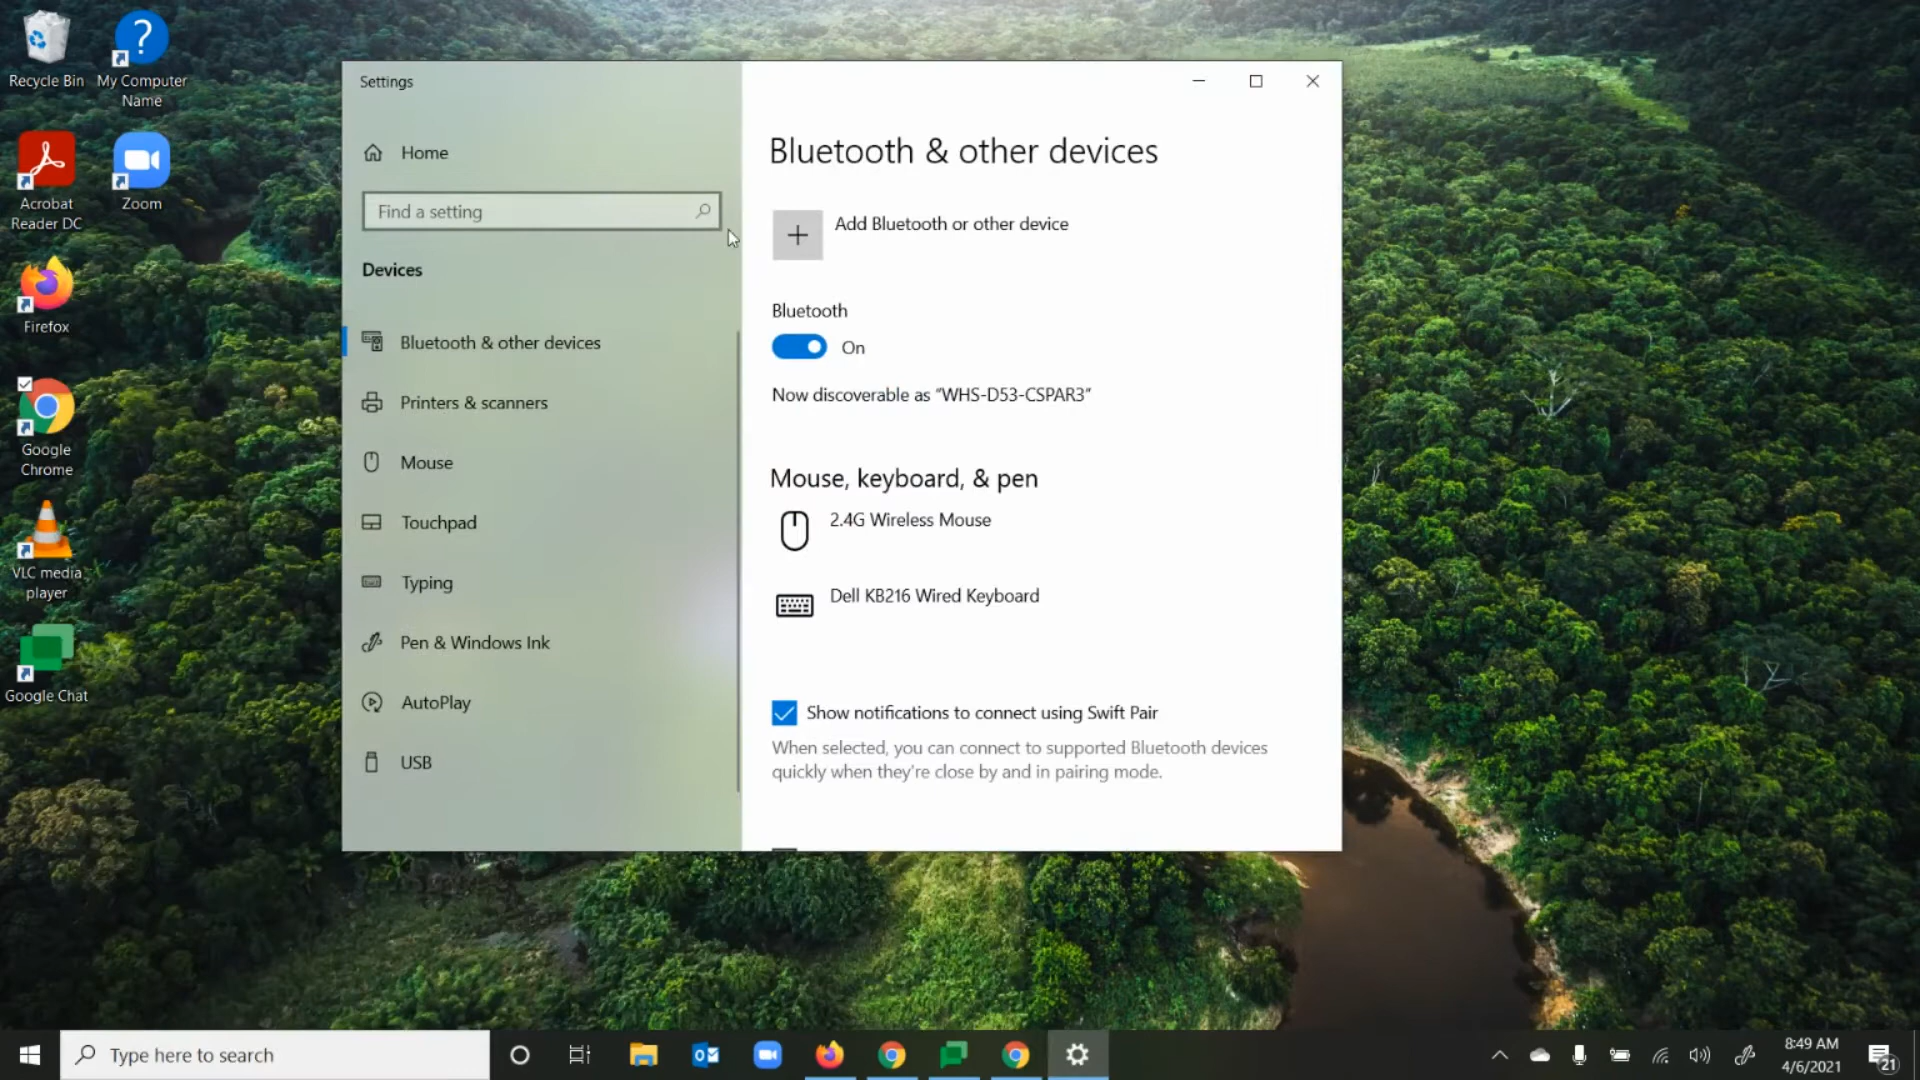 Recycle Bin
My Computer
Name
Acrobat
Reader DC
Zoom
Firefox
Google
Chrome
VLC media
player
Google Chat
Settings
Home
Find a setting
Devices
Bluetooth & other devices
Printers & scanners
Mouse
Touchpad
Typing
Pen & Windows Ink
AutoPlay
USB
Bluetooth & other devices
Add Bluetooth or other device
Bluetooth
On
Now discoverable as “WHS-D53-CSPAR3”
Mouse, keyboard, & pen
2.4G Wireless Mouse
Dell KB216 Wired Keyboard
Show notifications to connect using Swift Pair
When selected, you can connect to supported Bluetooth devices
quickly when they're close by and in pairing mode.
Type here to search
8:49 AM
4/6/2021
21